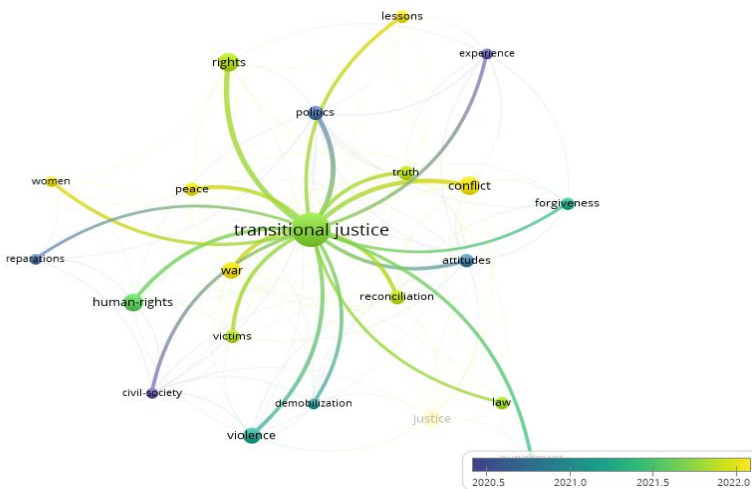 lessons
experience
rights
politics
truth
women
peace
conflict
forgiveness
transitional justice
reparations
war
attitudes
human-rights
reconciliation
victims
civil-society
demobilization
law
justice
violence
punishment
2020.5
2021.0
2021.5
2022.0